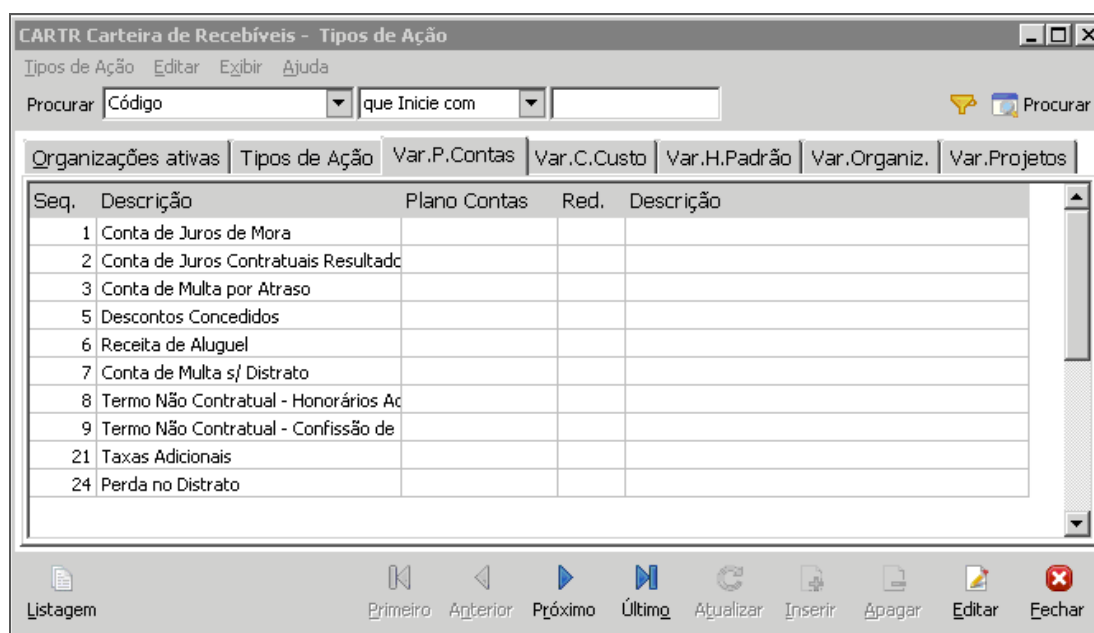 CARTR Carteira de Recebíveis - Tipos de Ação
Tipos de Ação Editar Exibir Ajuda
Procurar Código que Inicie com Procurar
Organizações ativas Tipos de Ação Var.P.Contas Var.C.Custo Var.H.Padrão Var.Organiz. Var.Projetos
Seq. Descrição Plano Contas Red. Descrição
1 Conta de Juros de Mora
2 Conta de Juros Contratuais Resultado
3 Conta de Multa por Atraso
5 Descontos Concedidos
6 Receita de Aluguel
7 Conta de Multa s/ Distrato
8 Termo Não Contratual - Honorários Ad
9 Termo Não Contratual - Confissão de
21 Taxas Adicionais
24 Perda no Distrato
Listagem Primeiro Anterior Próximo Último Atualizar Inserir Apagar Editar Fechar